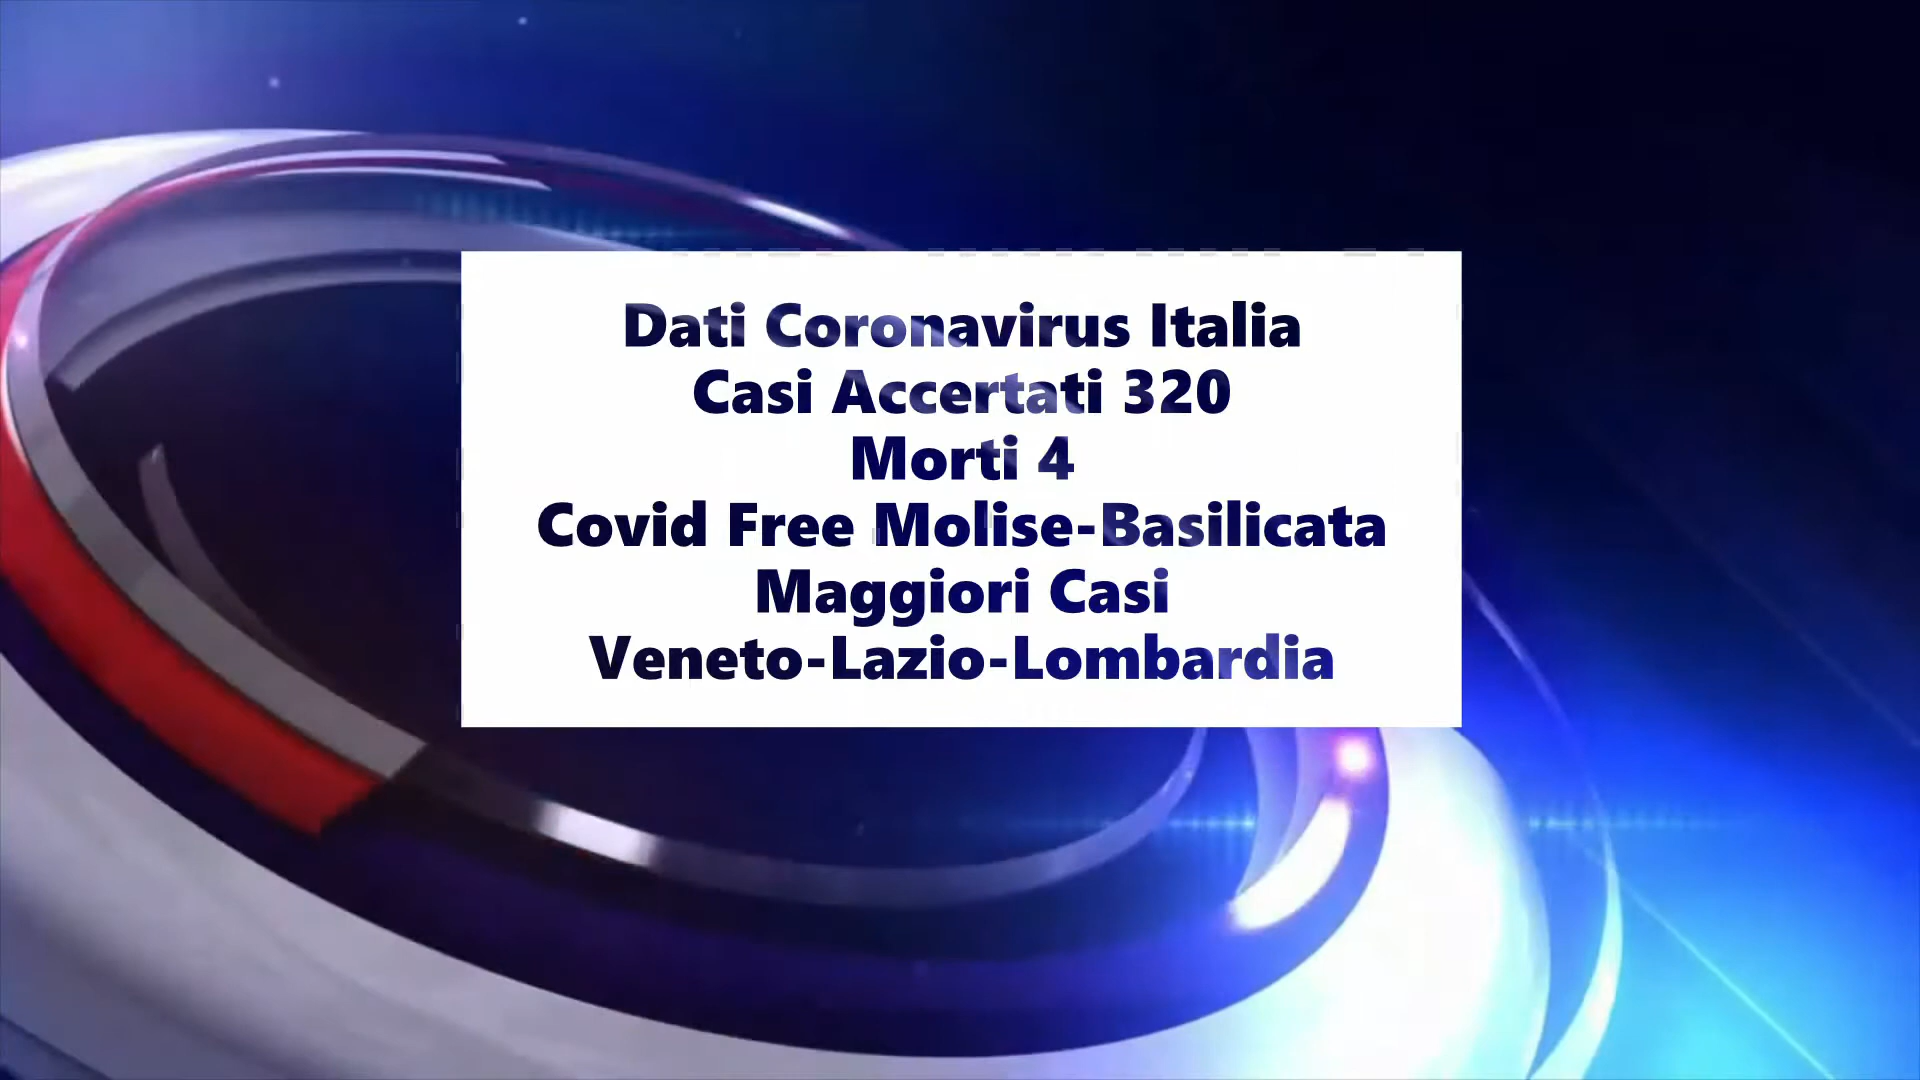 Dati Coronavirus Italia
Casi Accertati 320
Morti 4
Covid Free Molise-Basilicata
Maggiori Casi
Veneto-Lazio-Lombardia